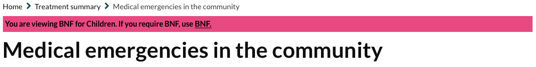 Home > Treatment summary > Medical emergencies in the community
You are viewing BNF for Children. If you require BNF, use BNF.
Medical emergencies in the community